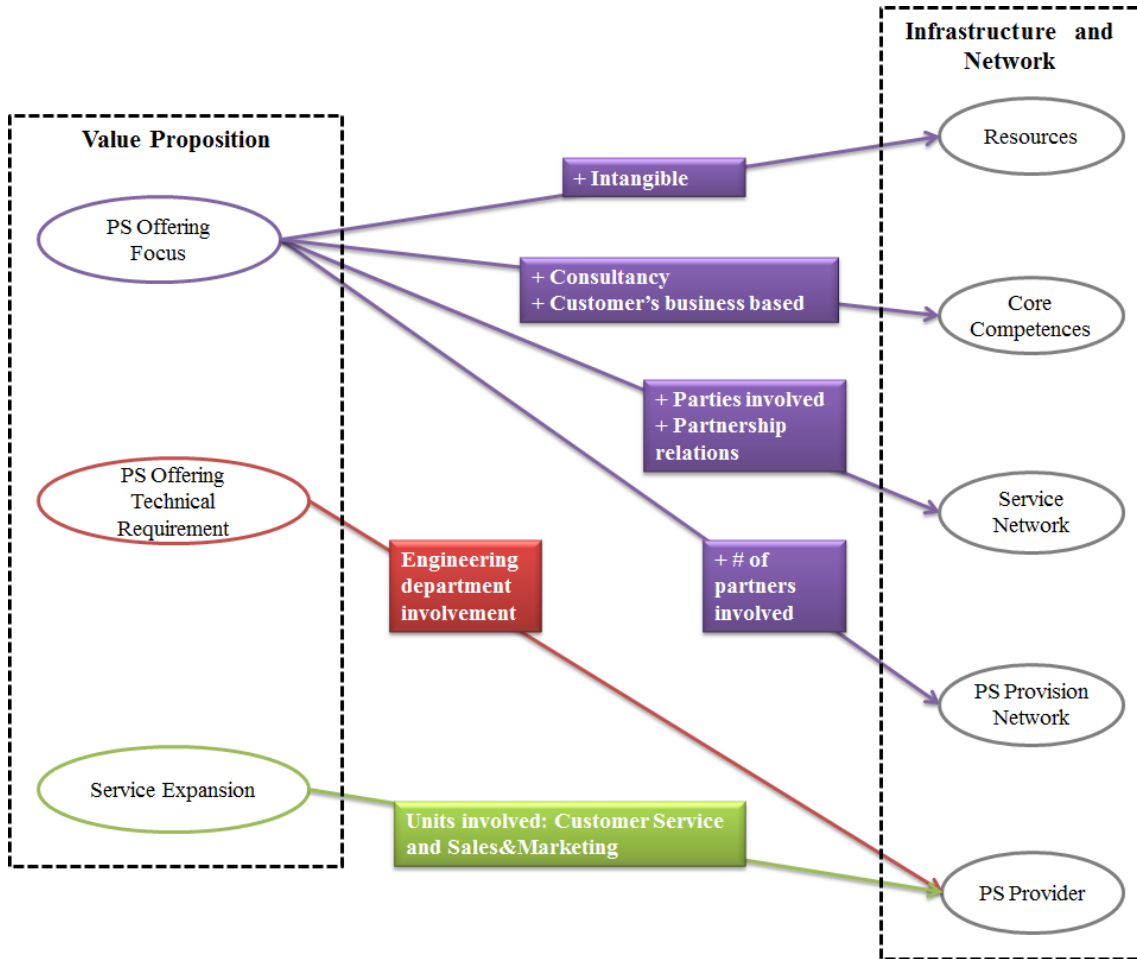 Infrastructure and
Network
Value Proposition
Resources
+ Intangible
PS Offering
Focus
+ Consultancy
+ Customer's business based
Core
Competences
+ Parties involved
+ Partnership
relations
PS Offering
Technical
Requirement
Service
Network
Engineering
department
involvement
+ # of
partners
involved
PS Provision
Network
Service Expansion
Units involved: Customer Service
and Sales&Marketing
PS Provider